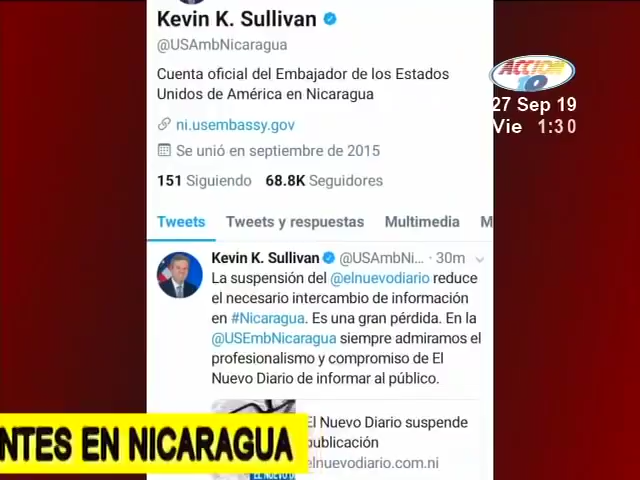 Kevin K. Sullivan
@USAmbNicaragua
Cuenta oficial del Embajador de los Estados
Unidos de América en Nicaragua
ni.usembassy.gov
Se unió en septiembre de 2015
151 Siguiendo 68.8K Seguidores
Tweets Tweets y respuestas Multimedia M
Kevin K. Sullivan @USAmbNi... · 30m
La suspensión del @elnuevodiario reduce
el necesario intercambio de información
en #Nicaragua. Es una gran pérdida. En la
@USEmbNicaragua siempre admiramos el
profesionalismo y compromiso de El
Nuevo Diario de informar al público.
El Nuevo Diario suspende
publicación
elnuevodiario.com.ni
ACCION
10
27 Sep 19
Vie 1:30
NTES EN NICARAGUA